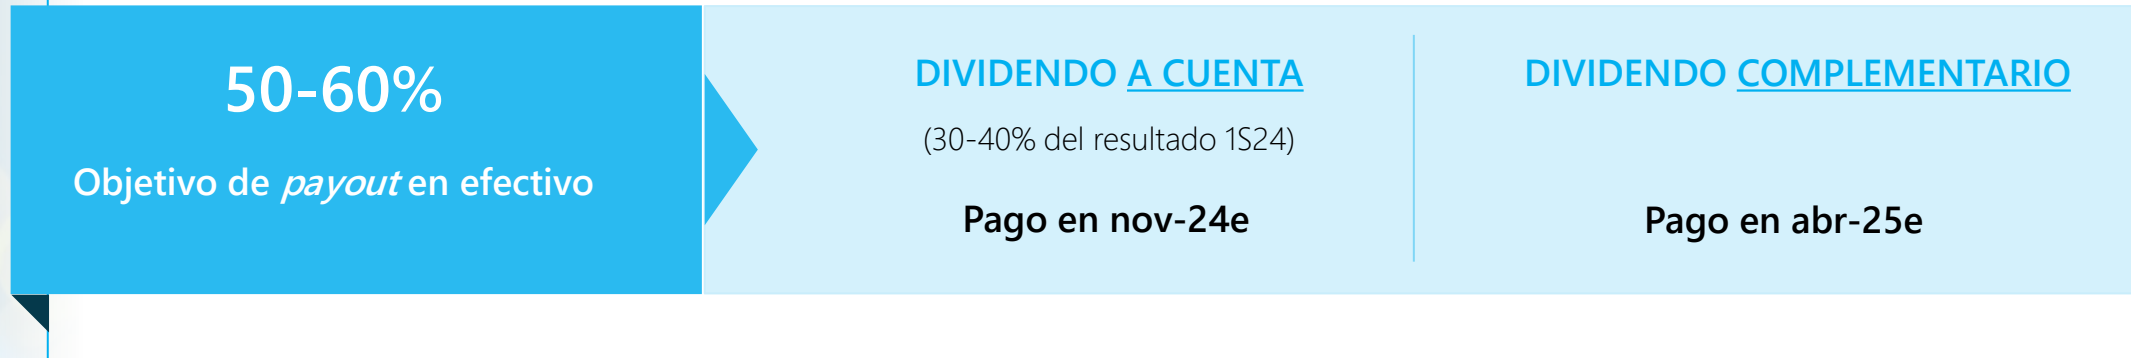 50-60%
Objetivo de payout en efectivo
DIVIDENDO A CUENTA
(30-40% del resultado 1S24)
Pago en nov-24e
DIVIDENDO COMPLEMENTARIO
Pago en abr-25e